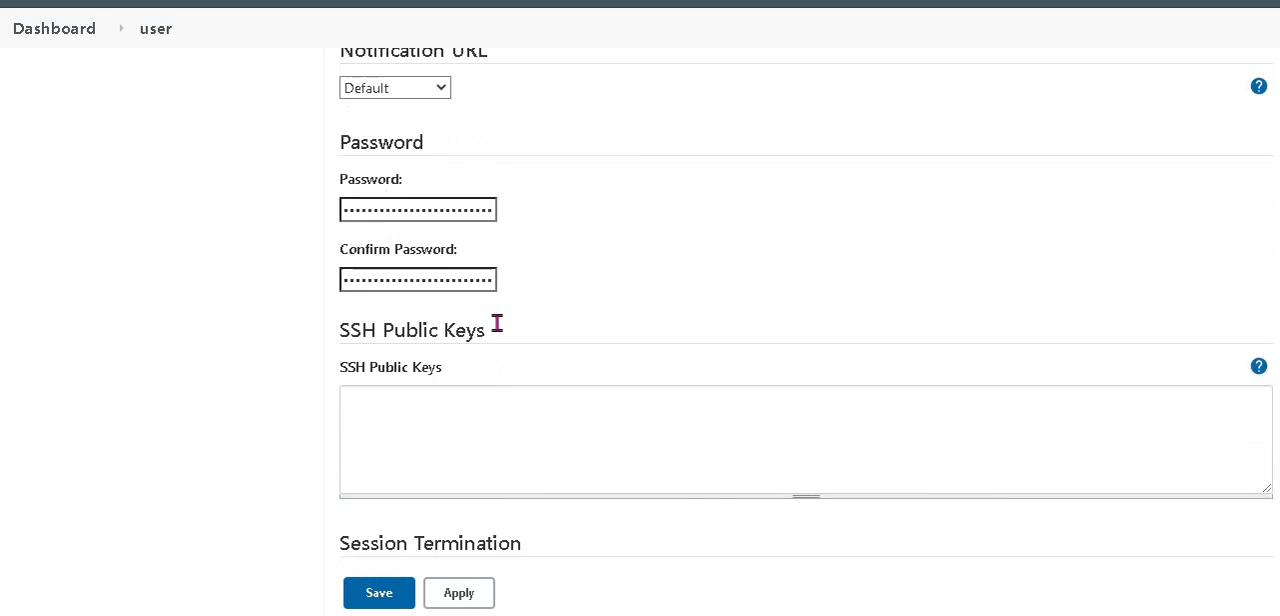 Dashboard user
Notification URL
Default
?
Password
Password:
•••••••••••••••••••••••••
Confirm Password:
•••••••••••••••••••••••••
SSH Public Keys
SSH Public Keys
?
Session Termination
Save Apply